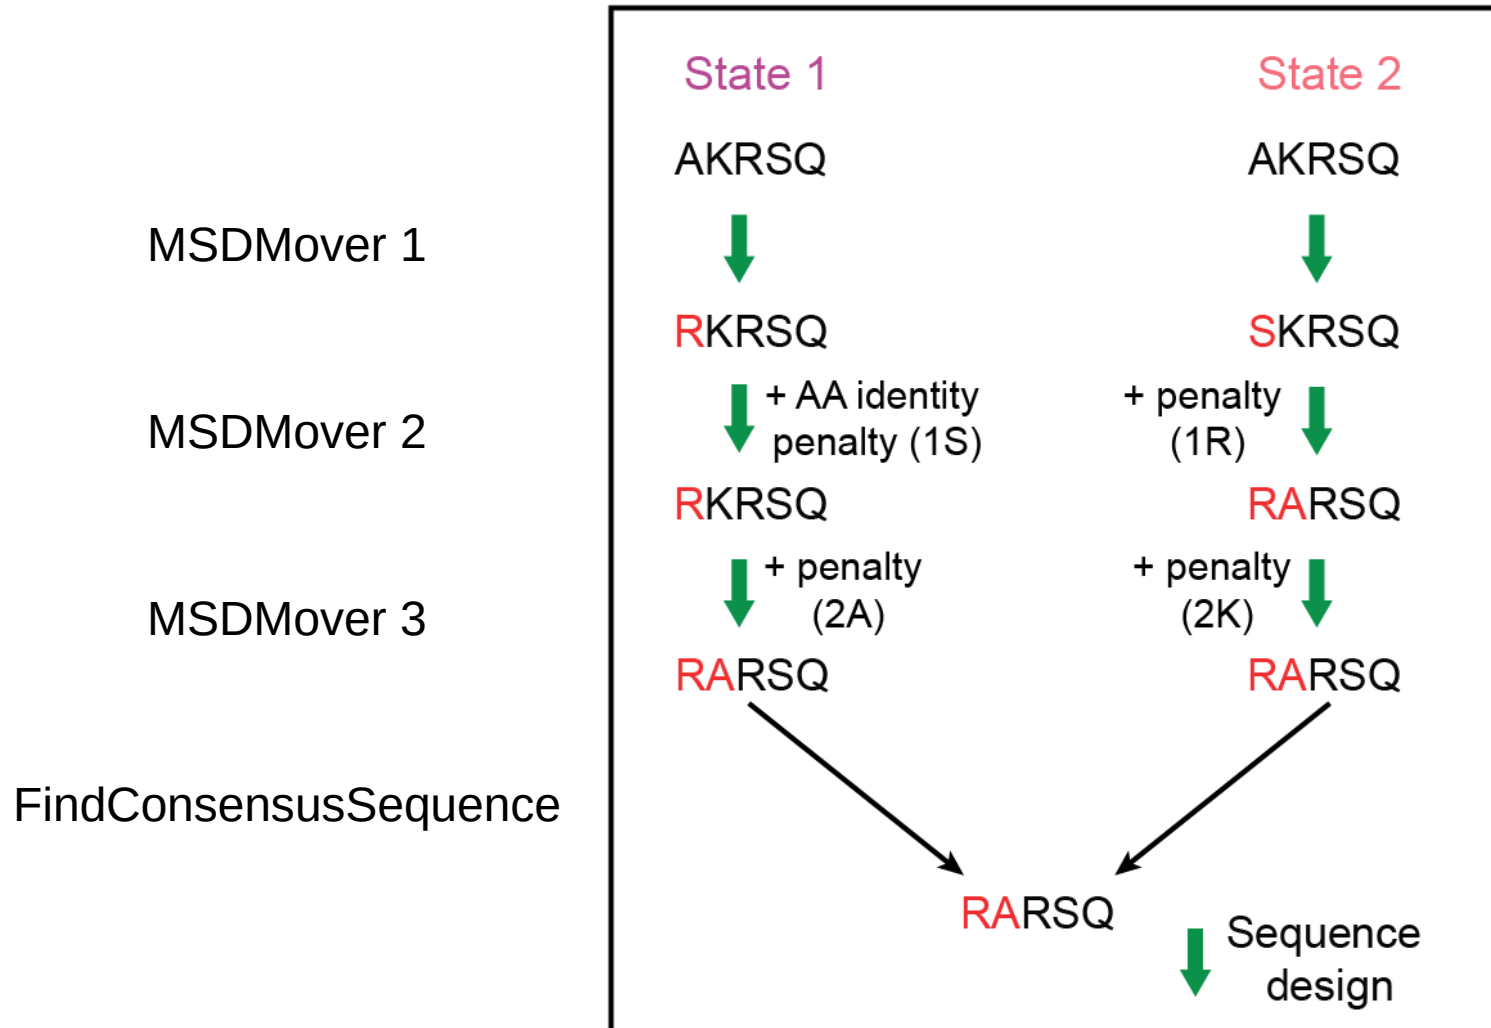 State 1
State 2
AKRSQ
AKRSQ
MSDMover 1
RKRSQ
SKRSQ
MSDMover 2
+ AA identity
penalty (1S)
+ penalty
(1R)
RKRSQ
RARSQ
MSDMover 3
+ penalty
(2A)
+ penalty
(2K)
RARSQ
RARSQ
FindConsensusSequence
RARSQ
Sequence
design